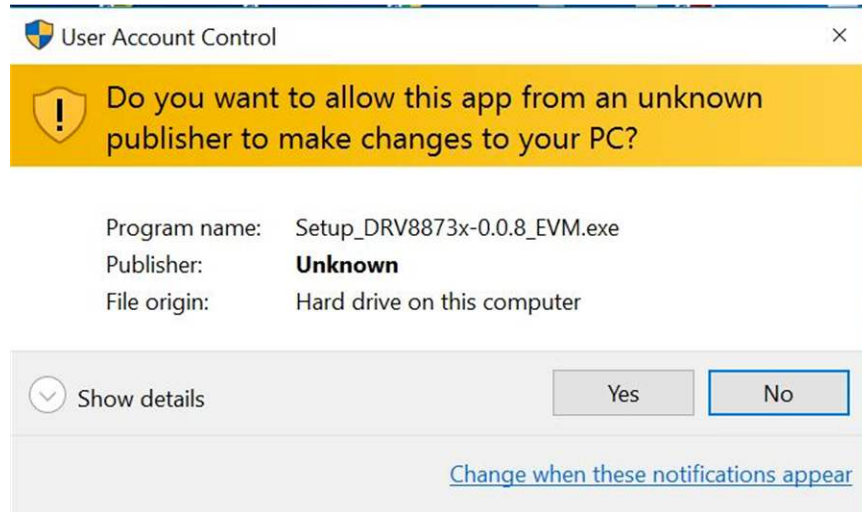 User Account Control
Do you want to allow this app from an unknown
publisher to make changes to your PC?
Program name: Setup_DRV8873x-0.0.8_EVM.exe
Publisher: Unknown
File origin: Hard drive on this computer
Show details
Yes
No
Change when these notifications appear